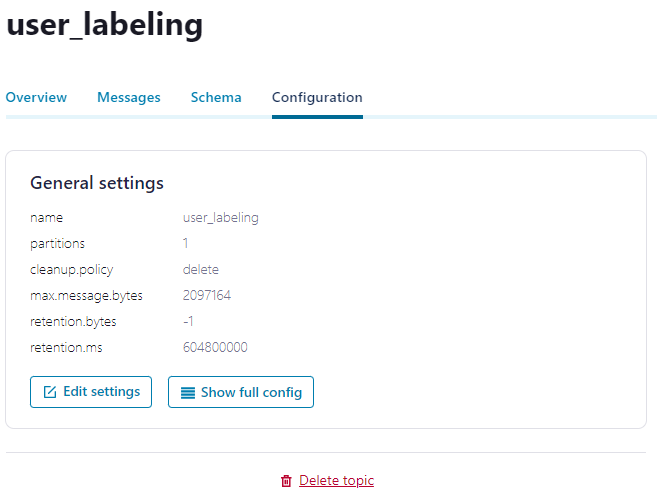 user_labeling
Overview Messages Schema Configuration
General settings
name user_labeling
partitions 1
cleanup.policy delete
max.message.bytes 2097164
retention.bytes -1
retention.ms 604800000
Edit settings Show full config
Delete topic